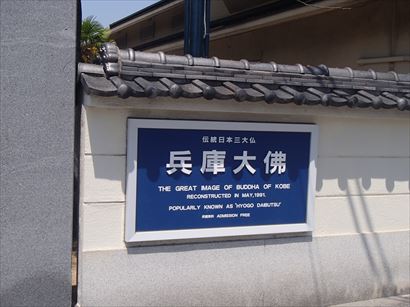 伝統日本三大仏
兵庫大佛
THE GREAT IMAGE OF BUDDHA OF KOBE
RECONSTRUCTED IN MAY,1991.
POPULARLY KNOWN AS "HYOGO DAIBUTSU"
ADMISSION FREE